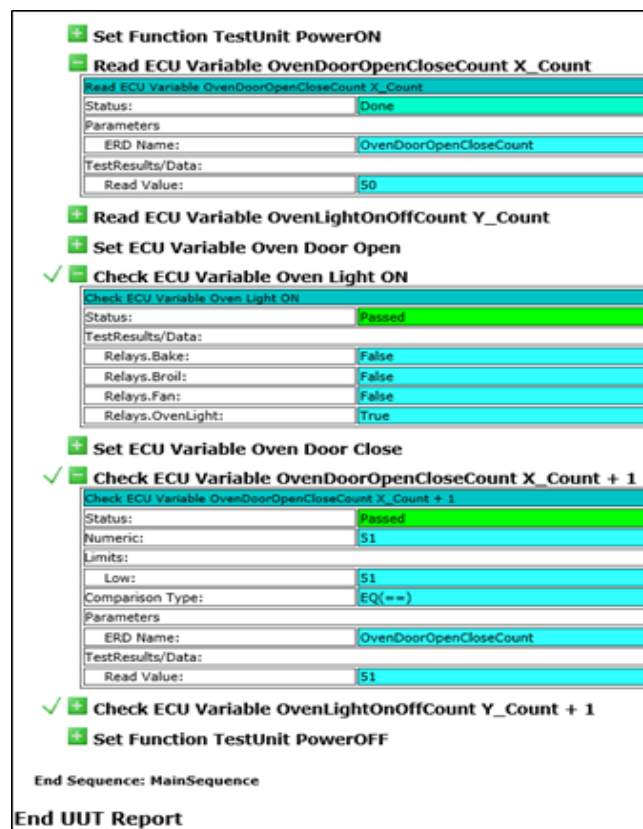 Set Function TestUnit PowerON
Read ECU Variable OvenDoorOpenCloseCount X_Count
Read ECU Variable OvenDoorOpenCloseCount X_Count
Status: Done
Parameters
ERD Name: OvenDoorOpenCloseCount
TestResults/Data:
Read Value: 50
Read ECU Variable OvenLightOnOffCount Y_Count
Set ECU Variable Oven Door Open
Check ECU Variable Oven Light ON
Check ECU Variable Oven Light ON
Status: Passed
TestResults/Data:
Relays.Bake: False
Relays.Broil: False
Relays.Fan: False
Relays.OvenLight: True
Set ECU Variable Oven Door Close
Check ECU Variable OvenDoorOpenCloseCount X_Count + 1
Check ECU Variable OvenDoorOpenCloseCount X_Count + 1
Status: Passed
Numeric: 51
Limits:
Low: 51
Comparison Type: EQ(==)
Parameters
ERD Name: OvenDoorOpenCloseCount
TestResults/Data:
Read Value: 51
Check ECU Variable OvenLightOnOffCount Y_Count + 1
Set Function TestUnit PowerOFF
End Sequence: MainSequence
End UUT Report